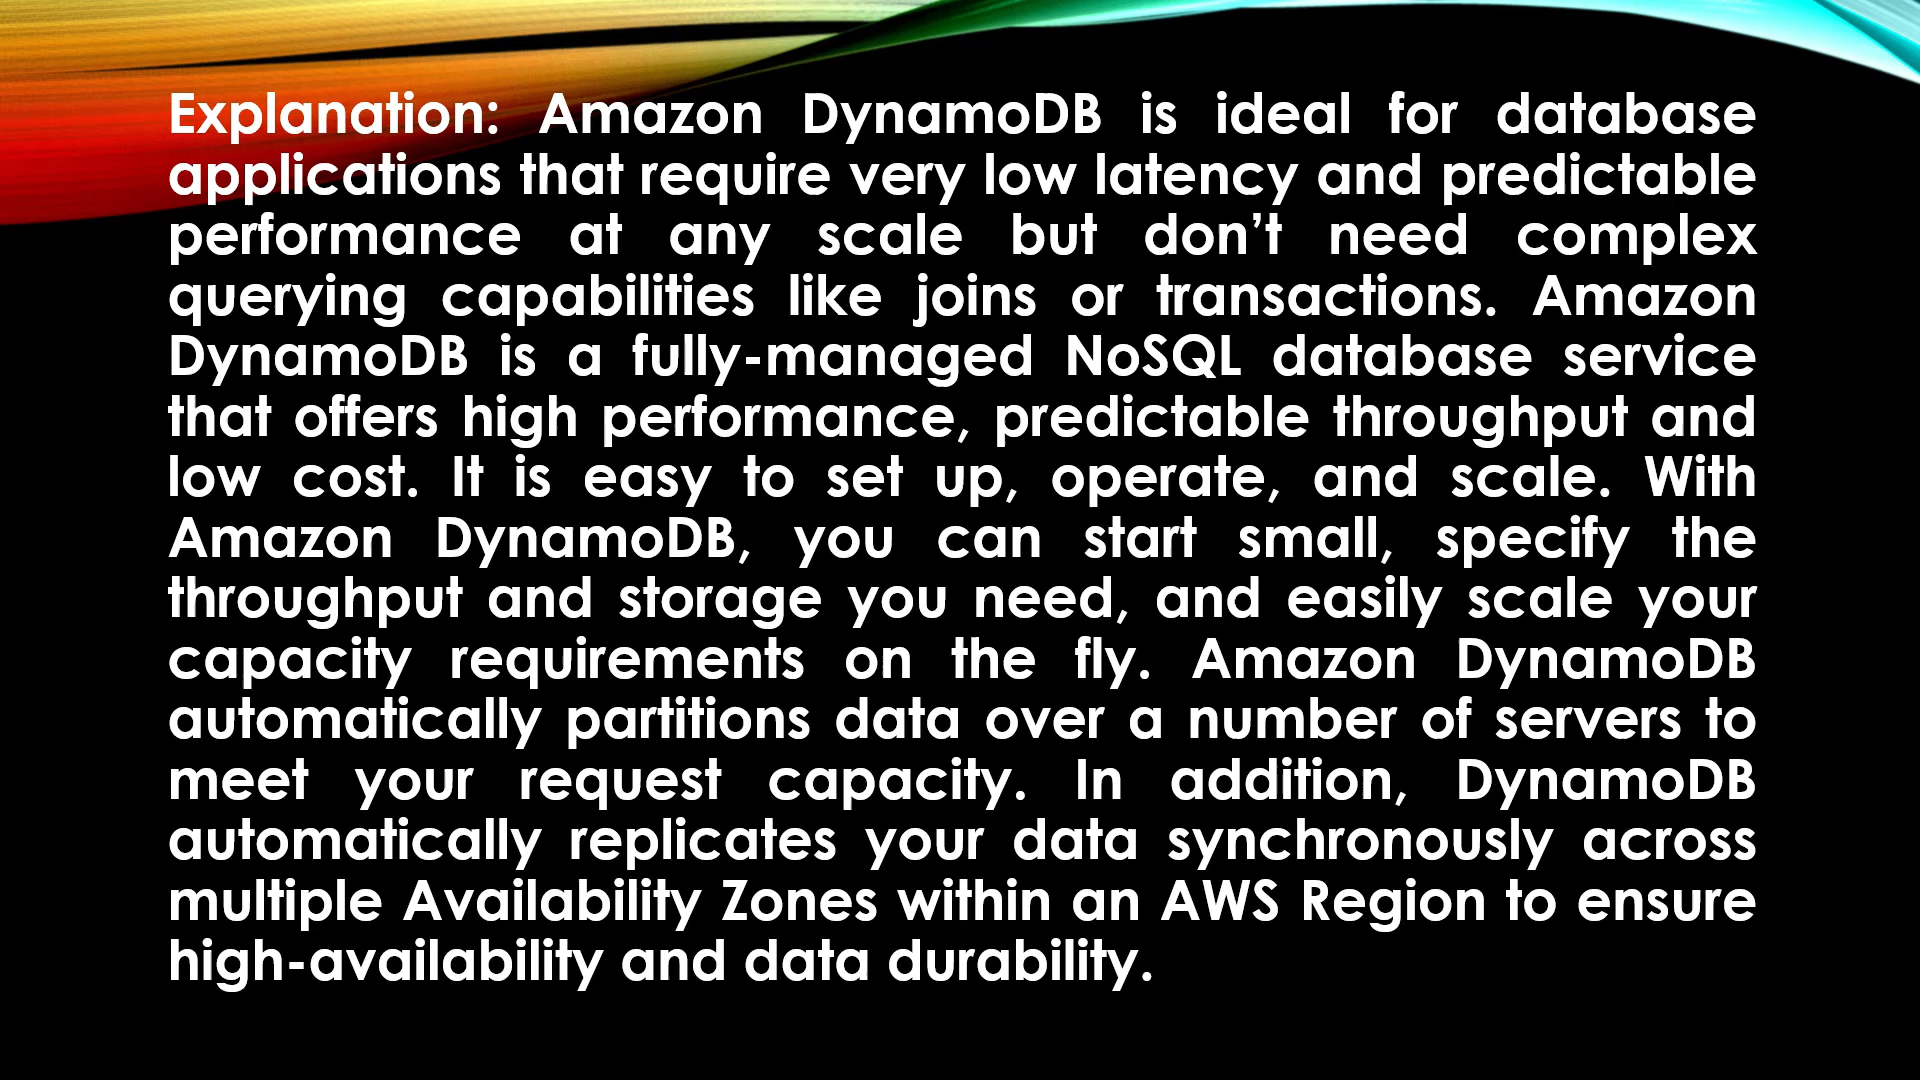 Explanation: Amazon DynamoDB is ideal for database
applications that require very low latency and predictable
performance at any scale but don’t need complex
querying capabilities like joins or transactions. Amazon
DynamoDB is a fully-managed NoSQL database service
that offers high performance, predictable throughput and
low cost. It is easy to set up, operate, and scale. With
Amazon DynamoDB, you can start small, specify the
throughput and storage you need, and easily scale your
capacity requirements on the fly. Amazon DynamoDB
automatically partitions data over a number of servers to
meet your request capacity. In addition, DynamoDB
automatically replicates your data synchronously across
multiple Availability Zones within an AWS Region to ensure
high-availability and data durability.